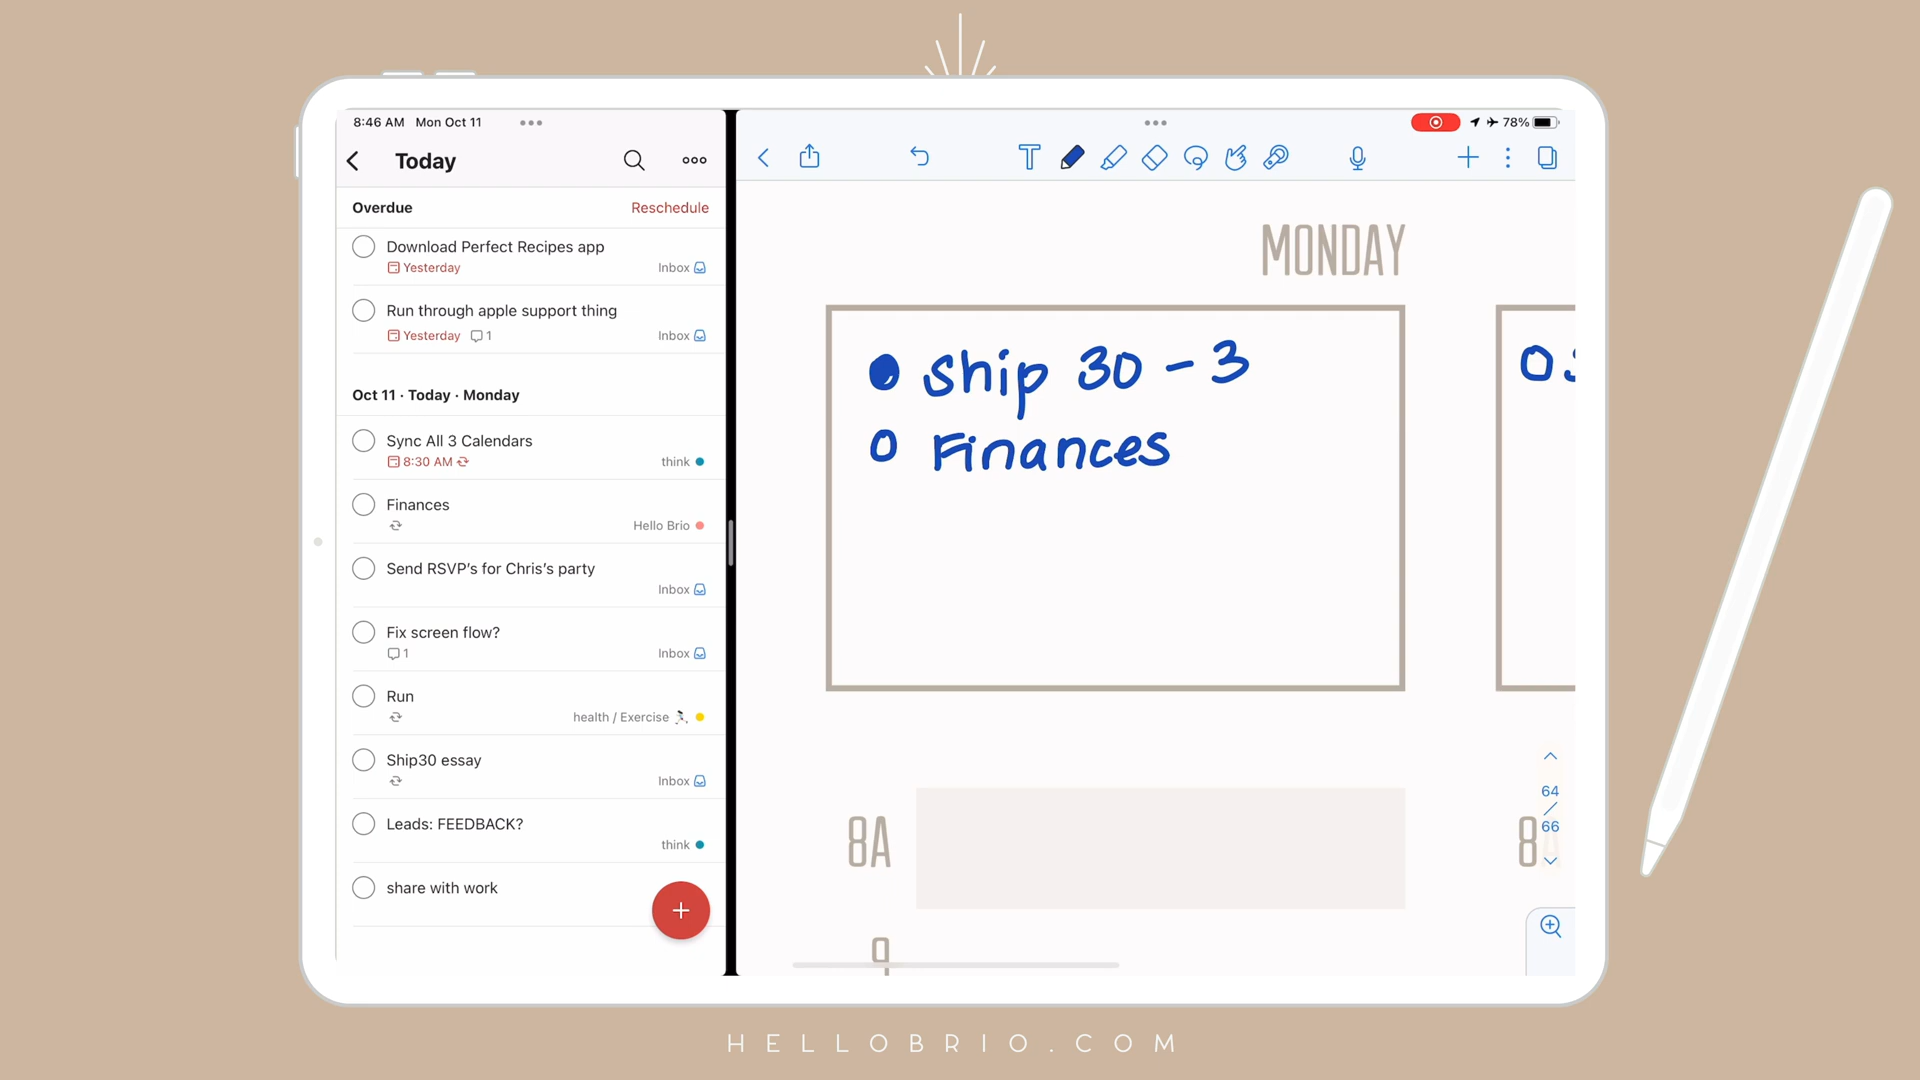 8:46 AM Mon Oct 11
Today
Overdue Reschedule
Download Perfect Recipes app
Yesterday Inbox
Run through apple support thing
Yesterday 1 Inbox
Oct 11 · Today · Monday
Sync All 3 Calendars
8:30 AM think
Finances
Hello Brio
Send RSVP's for Chris's party
Inbox
Fix screen flow?
1 Inbox
Run
health / Exercise
Ship30 essay
Inbox
Leads: FEEDBACK?
think
share with work
78%
T
MONDAY
Ship 30 - 3
Finances
8A
9
64
66
8
HELLOBRIO.COM